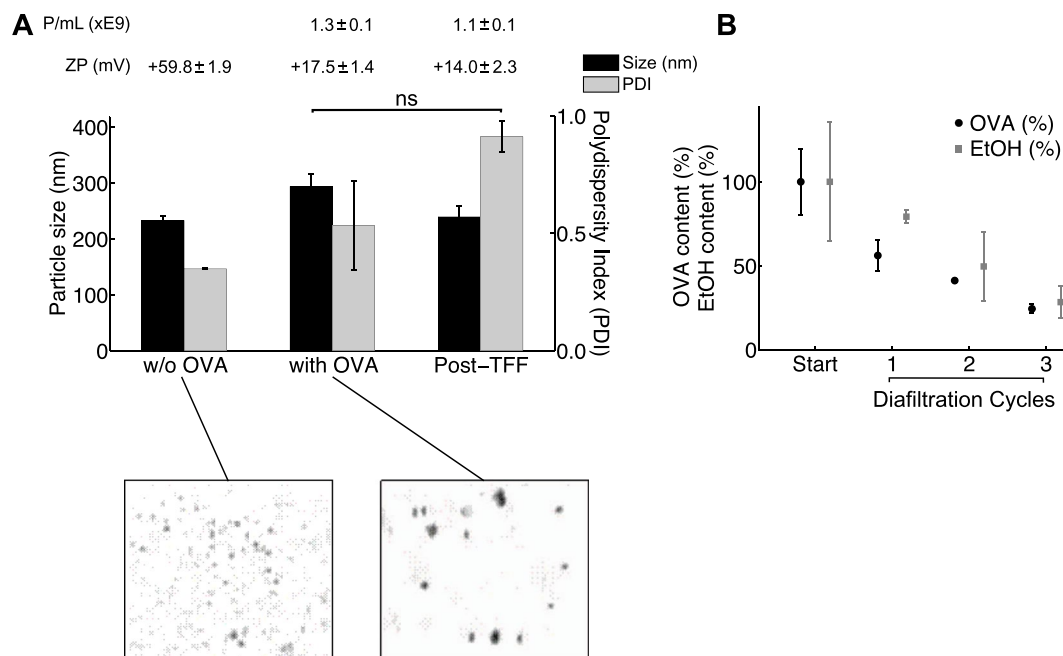 A
P/mL (xE9) 1.3±0.1 1.1±0.1
ZP (mV) +59.8±1.9 +17.5±1.4 +14.0±2.3
Size (nm)
PDI
ns
Particle size (nm)
400
300
200
100
0
1.0
0.5
0.0
Polydispersity Index (PDI)
w/o OVA with OVA Post–TFF
B
OVA (%)
EtOH (%)
OVA content (%)
EtOH content (%)
100
50
0
Start 1 2 3
Diafiltration Cycles